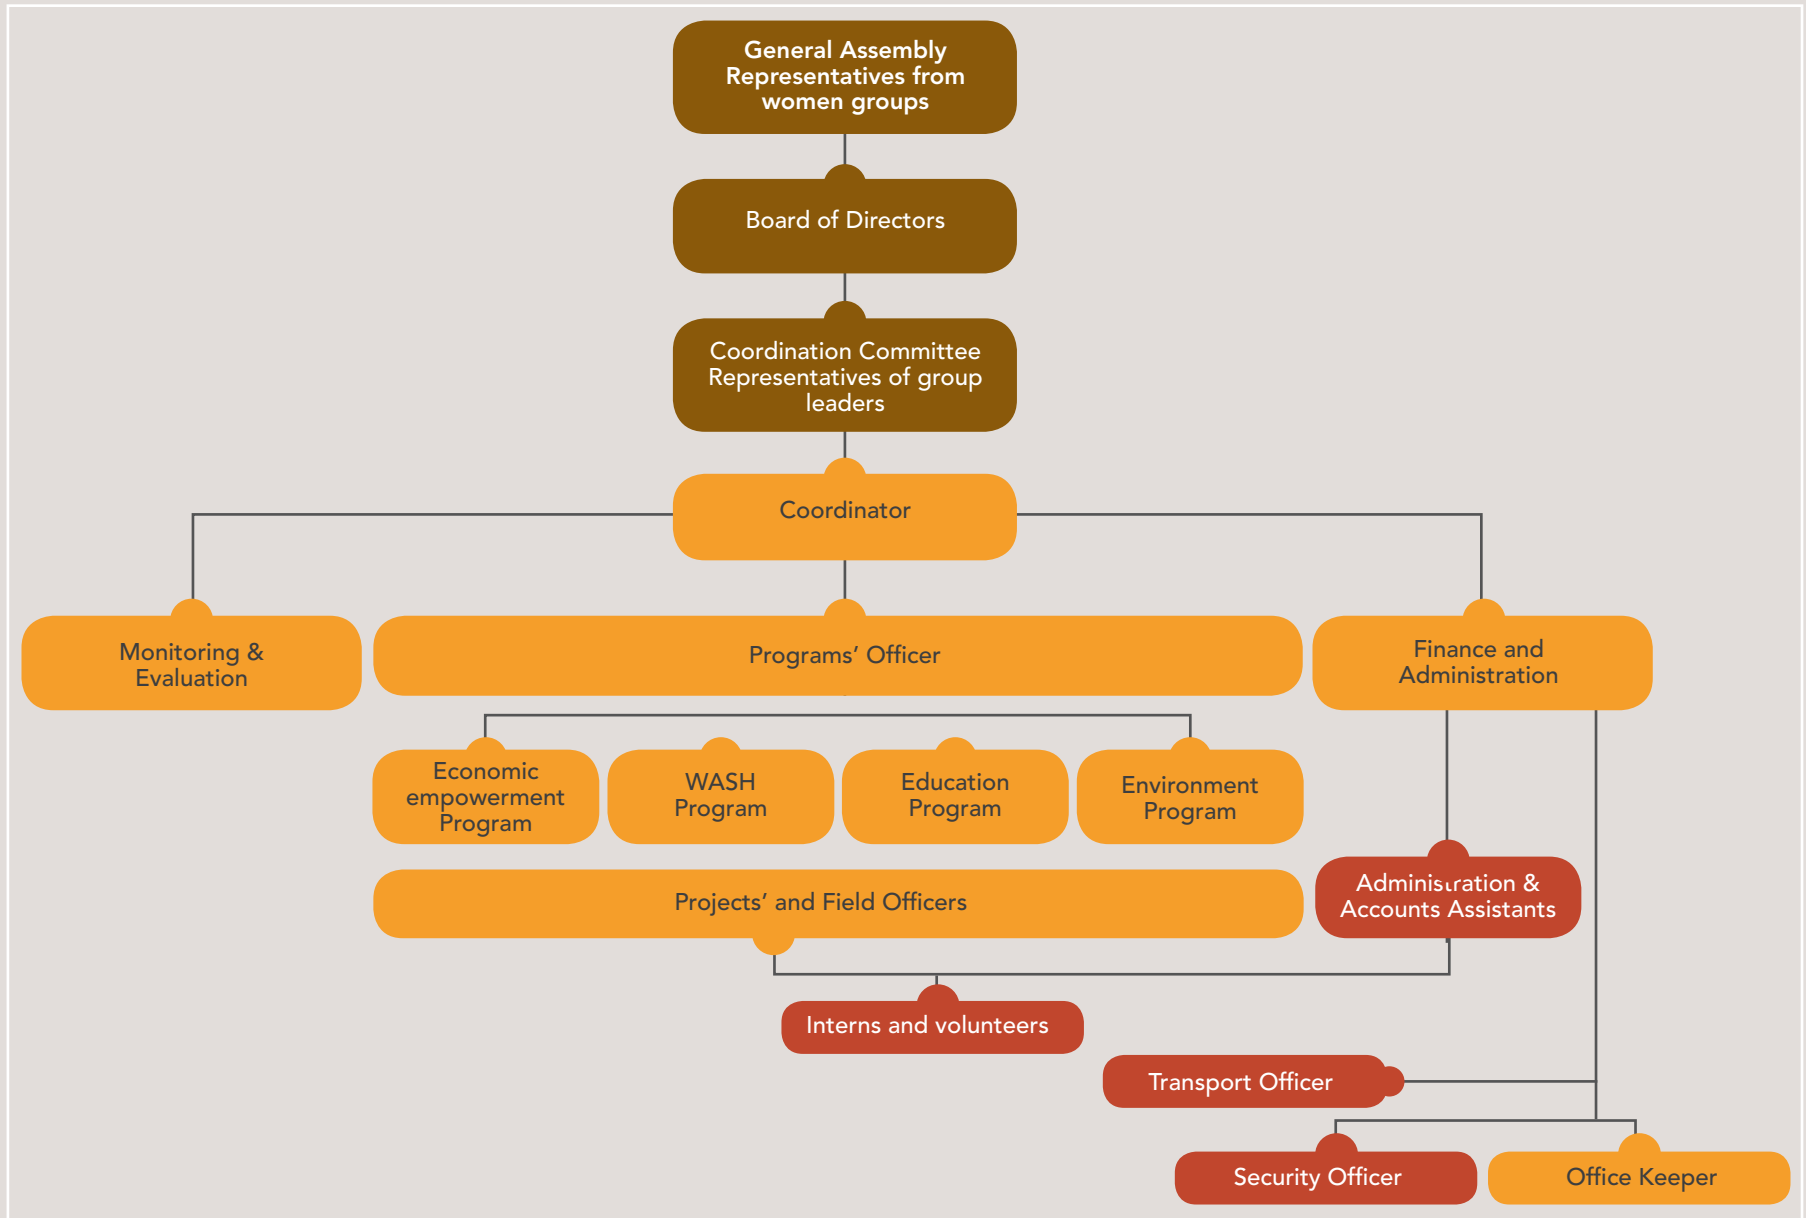 General Assembly
Representatives from
women groups
Board of Directors
Coordination Committee
Representatives of group
leaders
Coordinator
Monitoring &
Evaluation
Programs’ Officer
Finance and
Administration
Economic
empowerment
Program
WASH
Program
Education
Program
Environment
Program
Projects’ and Field Officers
Administration &
Accounts Assistants
Interns and volunteers
Transport Officer
Security Officer
Office Keeper